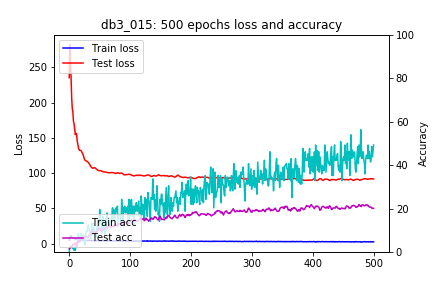 db3_015: 500 epochs loss and accuracy
Train loss
Test loss
Train acc
Test acc
Loss
250
200
150
100
50
0
Accuracy
100
80
60
40
20
0
0 100 200 300 400 500